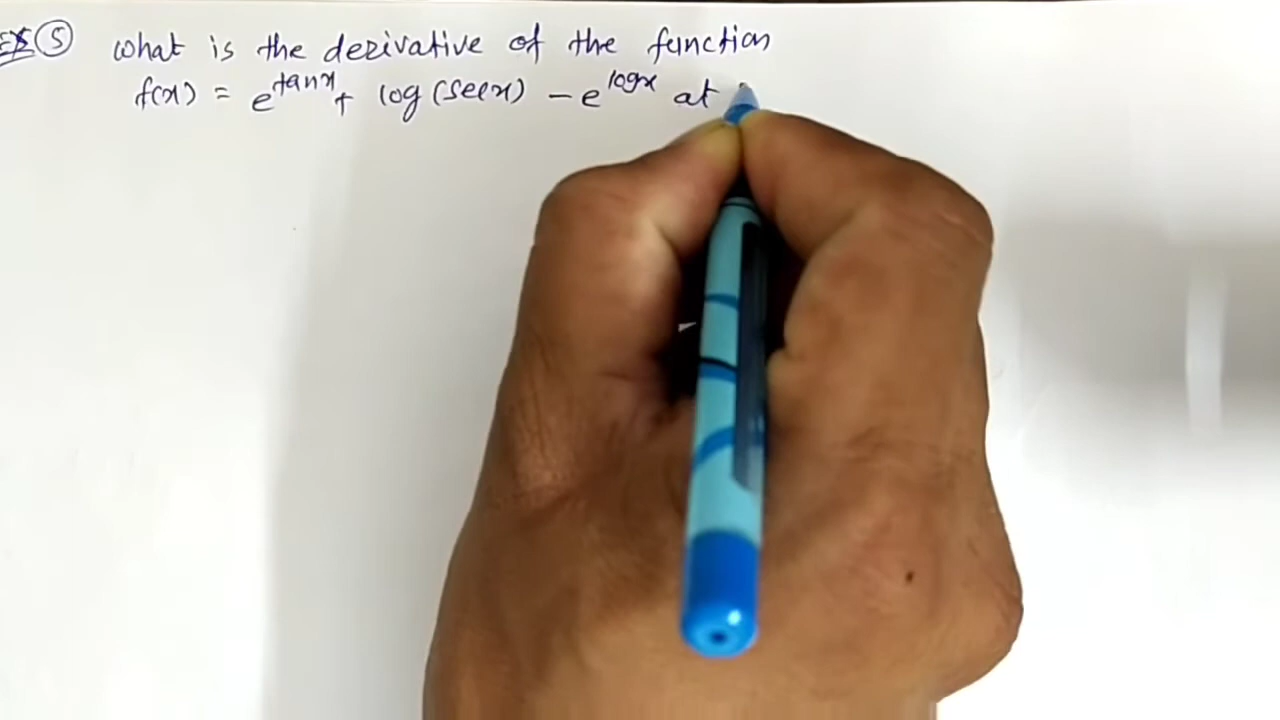 Ex (5) What is the derivative of the function
f(x) = e^tanx + log (secx) - e^logx at